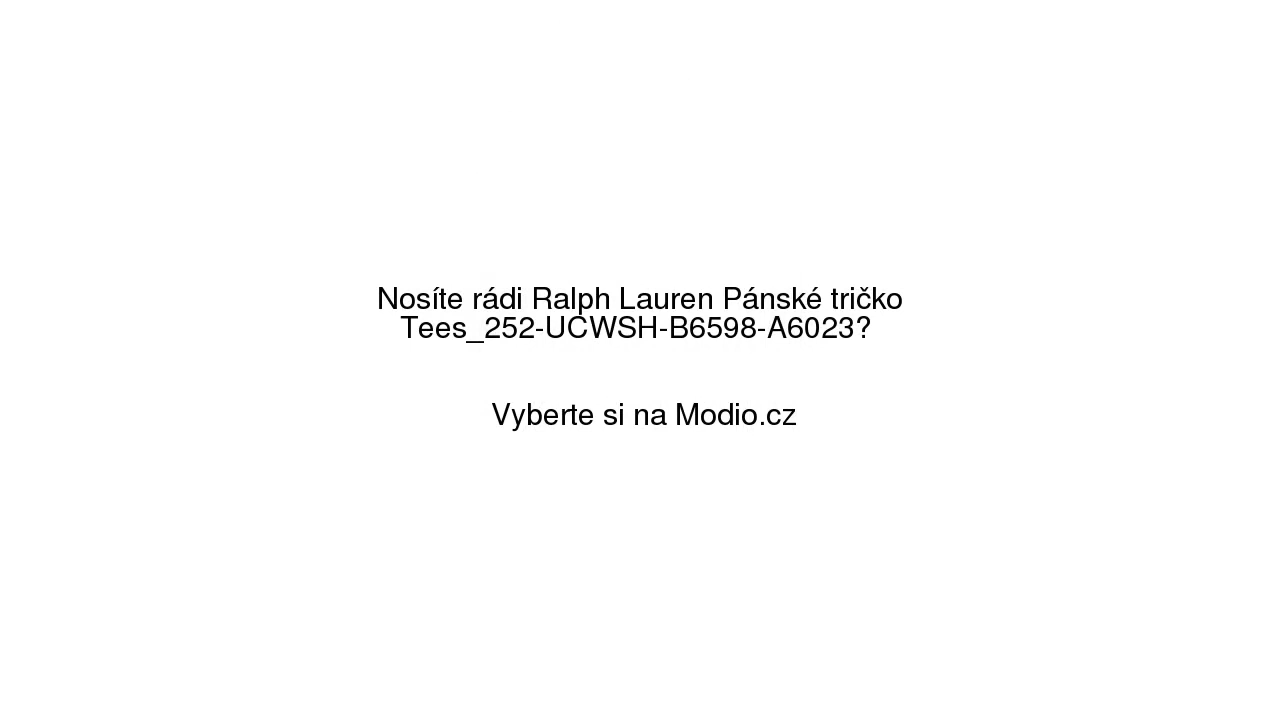 Nosíte rádi Ralph Lauren Pánské tričko
Tees_252-UCWSH-B6598-A6023?
Vyberte si na Modio.cz